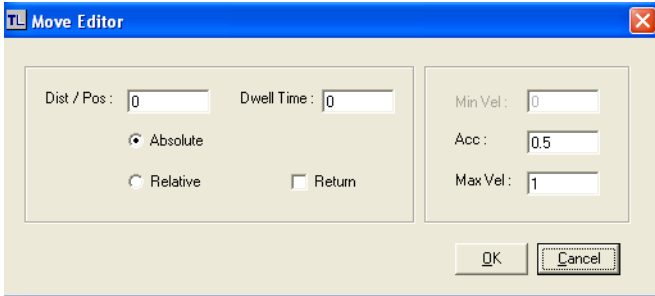 TL Move Editor
Dist / Pos : 0 Dwell Time : 0 Min Vel : 0
Absolute Acc : 0.5
Relative Return Max Vel : 1
OK Cancel